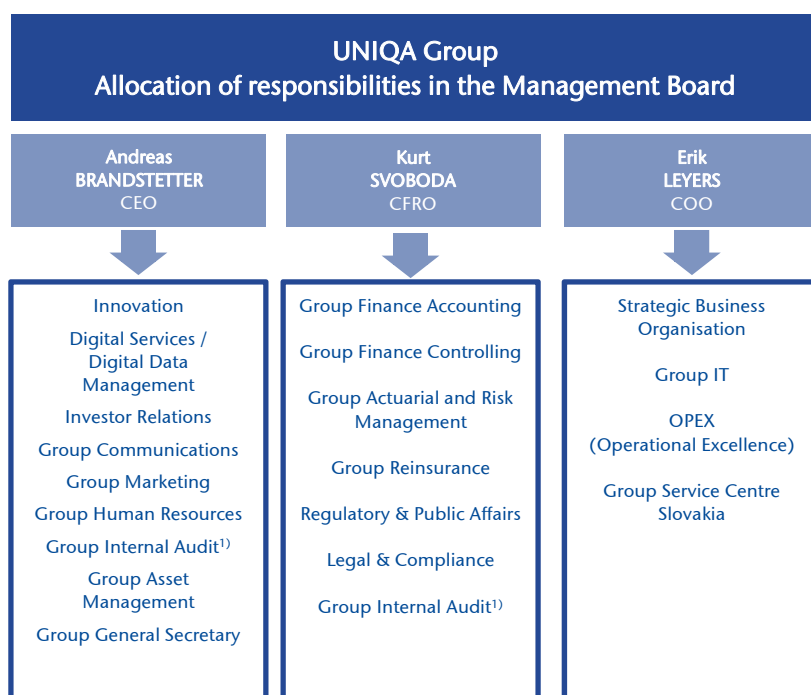 UNIQA Group
Allocation of responsibilities in the Management Board
Andreas
BRANDSTETTER
CEO
Innovation
Digital Services /
Digital Data
Management
Investor Relations
Group Communications
Group Marketing
Group Human Resources
Group Internal Audit¹⁾
Group Asset
Management
Group General Secretary
Kurt
SVOBODA
CFRO
Group Finance Accounting
Group Finance Controlling
Group Actuarial and Risk
Management
Group Reinsurance
Regulatory & Public Affairs
Legal & Compliance
Group Internal Audit¹⁾
Erik
LEYERS
COO
Strategic Business
Organisation
Group IT
OPEX
(Operational Excellence)
Group Service Centre
Slovakia